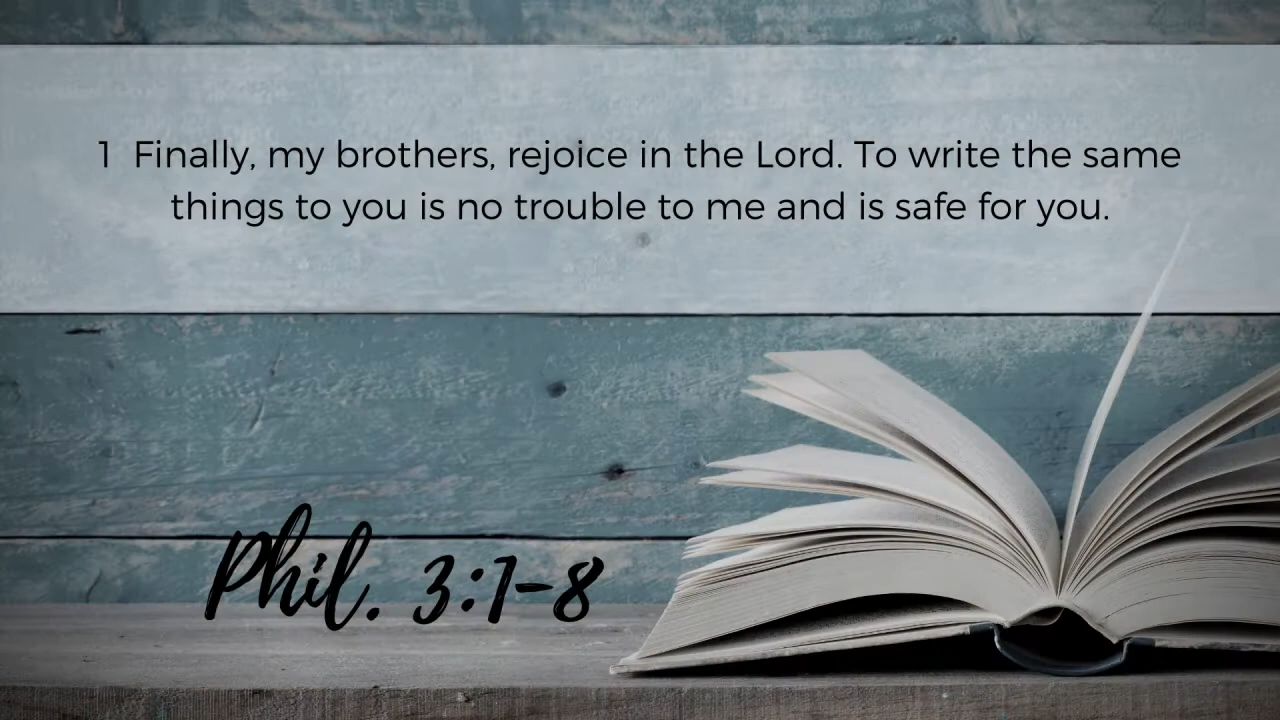 1 Finally, my brothers, rejoice in the Lord. To write the same
things to you is no trouble to me and is safe for you.
Phil. 3:1-8